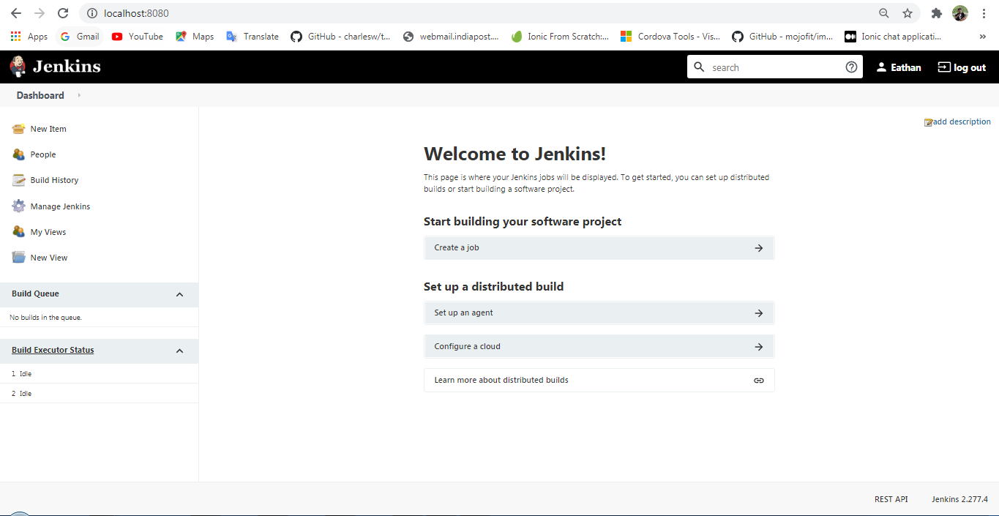 localhost:8080
Apps Gmail YouTube Maps Translate GitHub - charlesw/t... webmail.indiapost.... Ionic From Scratch:... Cordova Tools - Vis... GitHub - mojofit/im... Ionic chat applicati... »
Jenkins
search
Eathan
log out
Dashboard
New Item
People
Build History
Manage Jenkins
My Views
New View
Build Queue
No builds in the queue.
Build Executor Status
1 Idle
2 Idle
add description
Welcome to Jenkins!
This page is where your Jenkins jobs will be displayed. To get started, you can set up distributed
builds or start building a software project.
Start building your software project
Create a job
Set up a distributed build
Set up an agent
Configure a cloud
Learn more about distributed builds
REST API Jenkins 2.277.4